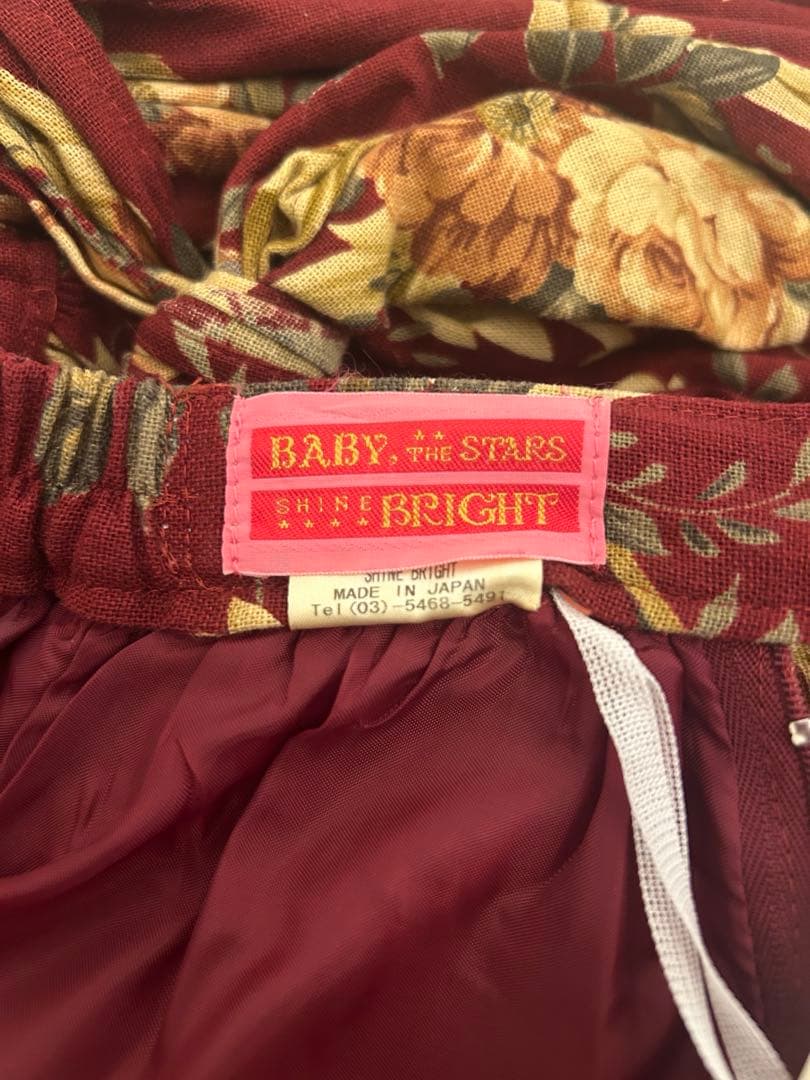 BABY, THE STARS
SHINE BRIGHT
SHINE BRIGHT
MADE IN JAPAN
Tel (03)-5468-5491